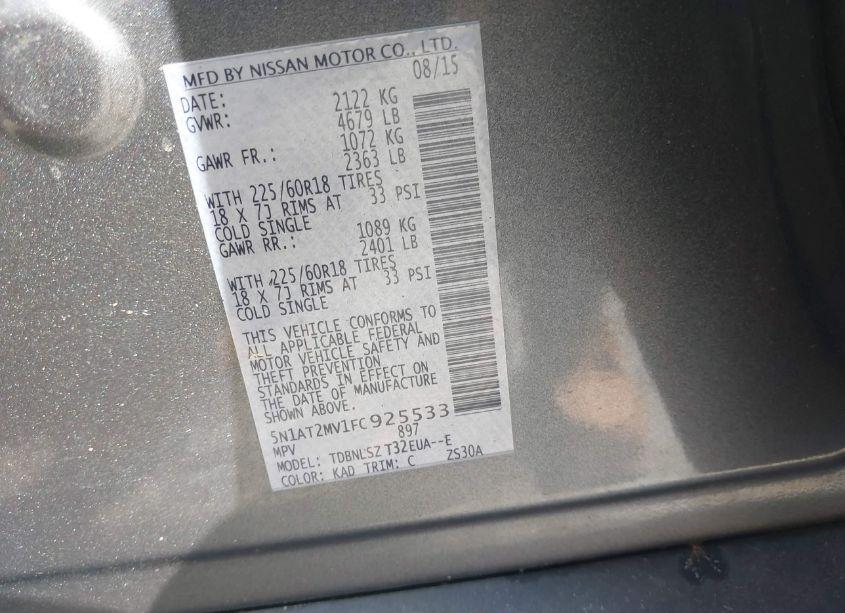 MFD BY NISSAN MOTOR CO., LTD.
DATE: 08/15
GVWR: 2122 KG
4679 LB
GAWR FR.: 1072 KG
2363 LB
WITH 225/60R18 TIRES
18 X 7J RIMS AT 33 PSI
COLD SINGLE
GAWR RR.: 1089 KG
2401 LB
WITH 225/60R18 TIRES
18 X 7J RIMS AT 33 PSI
COLD SINGLE
THIS VEHICLE CONFORMS TO
ALL APPLICABLE FEDERAL
MOTOR VEHICLE SAFETY AND
THEFT PREVENTION
STANDARDS IN EFFECT ON
THE DATE OF MANUFACTURE
SHOWN ABOVE.
5N1AT2MV1FC925533
MPV 897
MODEL: TDBNLSZ T32EUA--E
COLOR: KAD TRIM: C ZS30A